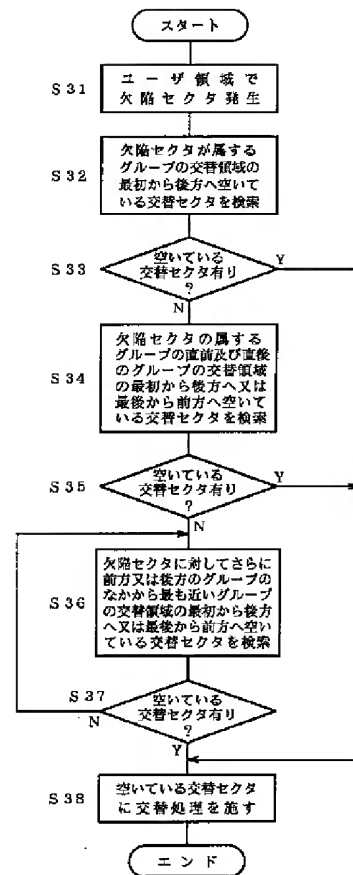 スタート
S31
ユーザ領域で
欠陥セクタ発生
S32
欠陥セクタが属する
グループの交替領域の
最初から後方へ空いて
いる交替セクタを検索
S33
空いている
交替セクタ有り
?
Y
N
S34
欠陥セクタの属する
グループの直前及び直後
のグループの交替領域
の最初から後方へ又は
最後から前方へ空いて
いる交替セクタを検索
S35
空いている
交替セクタ有り
?
Y
N
S36
欠陥セクタに対してさらに
前方又は後方のグループの
なかから最も近いグループ
の交替領域の最初から後方
へ又は最後から前方へ空い
ている交替セクタを検索
S37
空いている
交替セクタ有り
?
N
Y
S38
空いている交替セクタ
に交替処理を施す
エンド